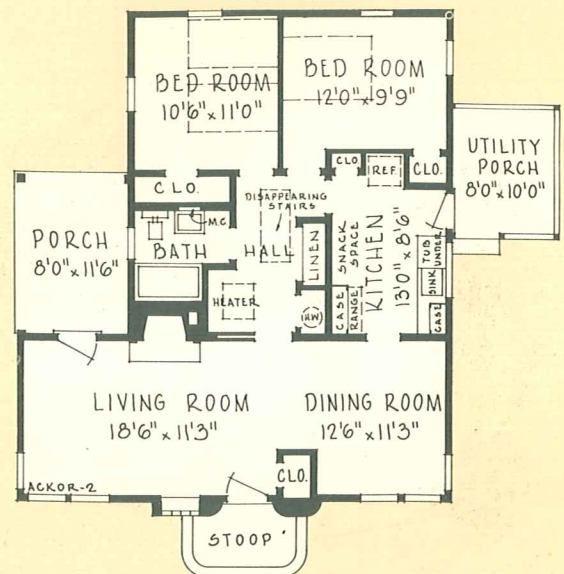 BED ROOM
10'6" x 11'0"
BED ROOM
12'0" x 9'9"
UTILITY
PORCH
8'0" x 10'0"
CLO.
REF.
CLO.
CLO.
DISAPPEARING
STAIRS
M.C.
BATH
HALL
LINEN
SNACK
SPACE
KITCHEN
13'0" x 8'6"
TUB
UNDER
SINK
CASE
PORCH
8'0" x 11'6"
HEATER
HW
CASE
RANGE
LIVING ROOM
18'6" x 11'3"
DINING ROOM
12'6" x 11'3"
CLO.
ACKOR-2
STOOP